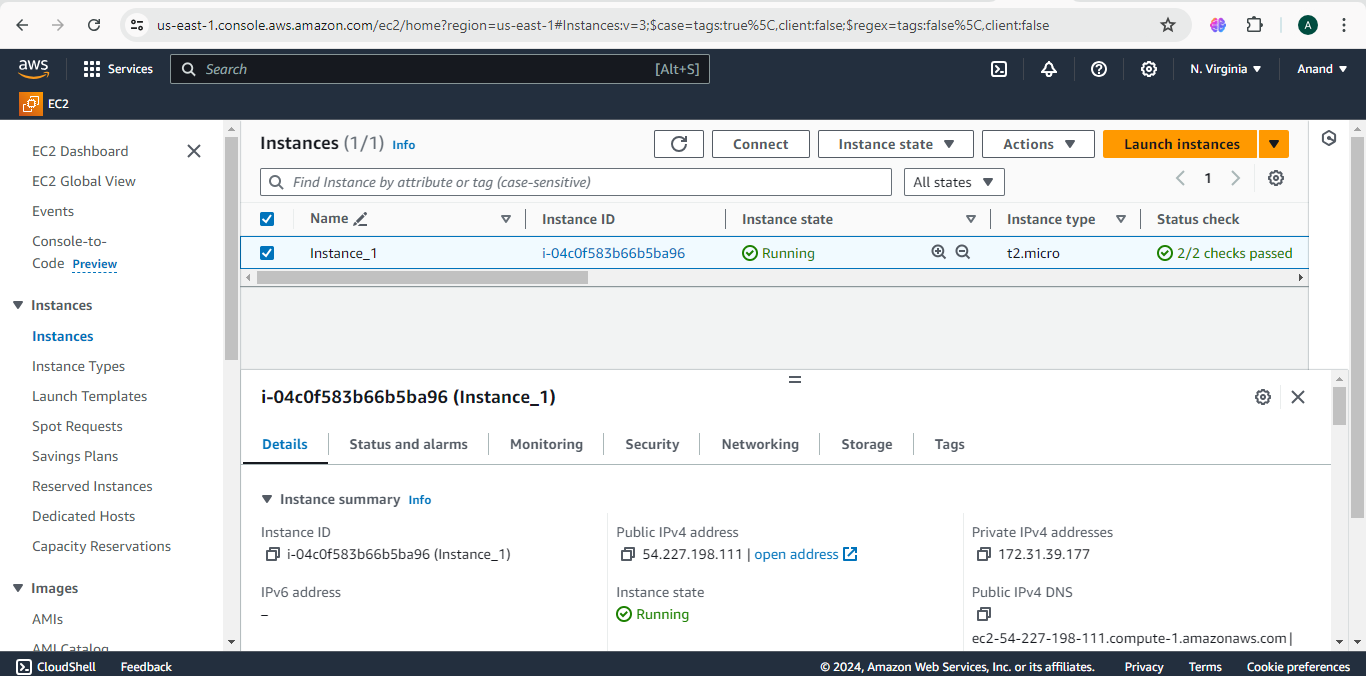 us-east-1.console.aws.amazon.com/ec2/home?region=us-east-1#Instances:v=3;$case=tags:true%5C,client:false;$regex=tags:false%5C,client:false
A
aws
Services
Search
[Alt+S]
N. Virginia
Anand
EC2
EC2 Dashboard
EC2 Global View
Events
Console-to-
Code Preview
Instances
Instances
Instance Types
Launch Templates
Spot Requests
Savings Plans
Reserved Instances
Dedicated Hosts
Capacity Reservations
Images
AMIs
AMI Catalog
Instances (1/1) Info
Connect
Instance state
Actions
Launch instances
Find Instance by attribute or tag (case-sensitive)
All states
1
Name Instance ID Instance state Instance type Status check
Instance_1 i-04c0f583b66b5ba96 Running t2.micro 2/2 checks passed
i-04c0f583b66b5ba96 (Instance_1)
Details Status and alarms Monitoring Security Networking Storage Tags
Instance summary Info
Instance ID
i-04c0f583b66b5ba96 (Instance_1)
IPv6 address
–
Public IPv4 address
54.227.198.111 | open address
Instance state
Running
Private IPv4 addresses
172.31.39.177
Public IPv4 DNS
ec2-54-227-198-111.compute-1.amazonaws.com |
CloudShell Feedback
© 2024, Amazon Web Services, Inc. or its affiliates. Privacy Terms Cookie preferences